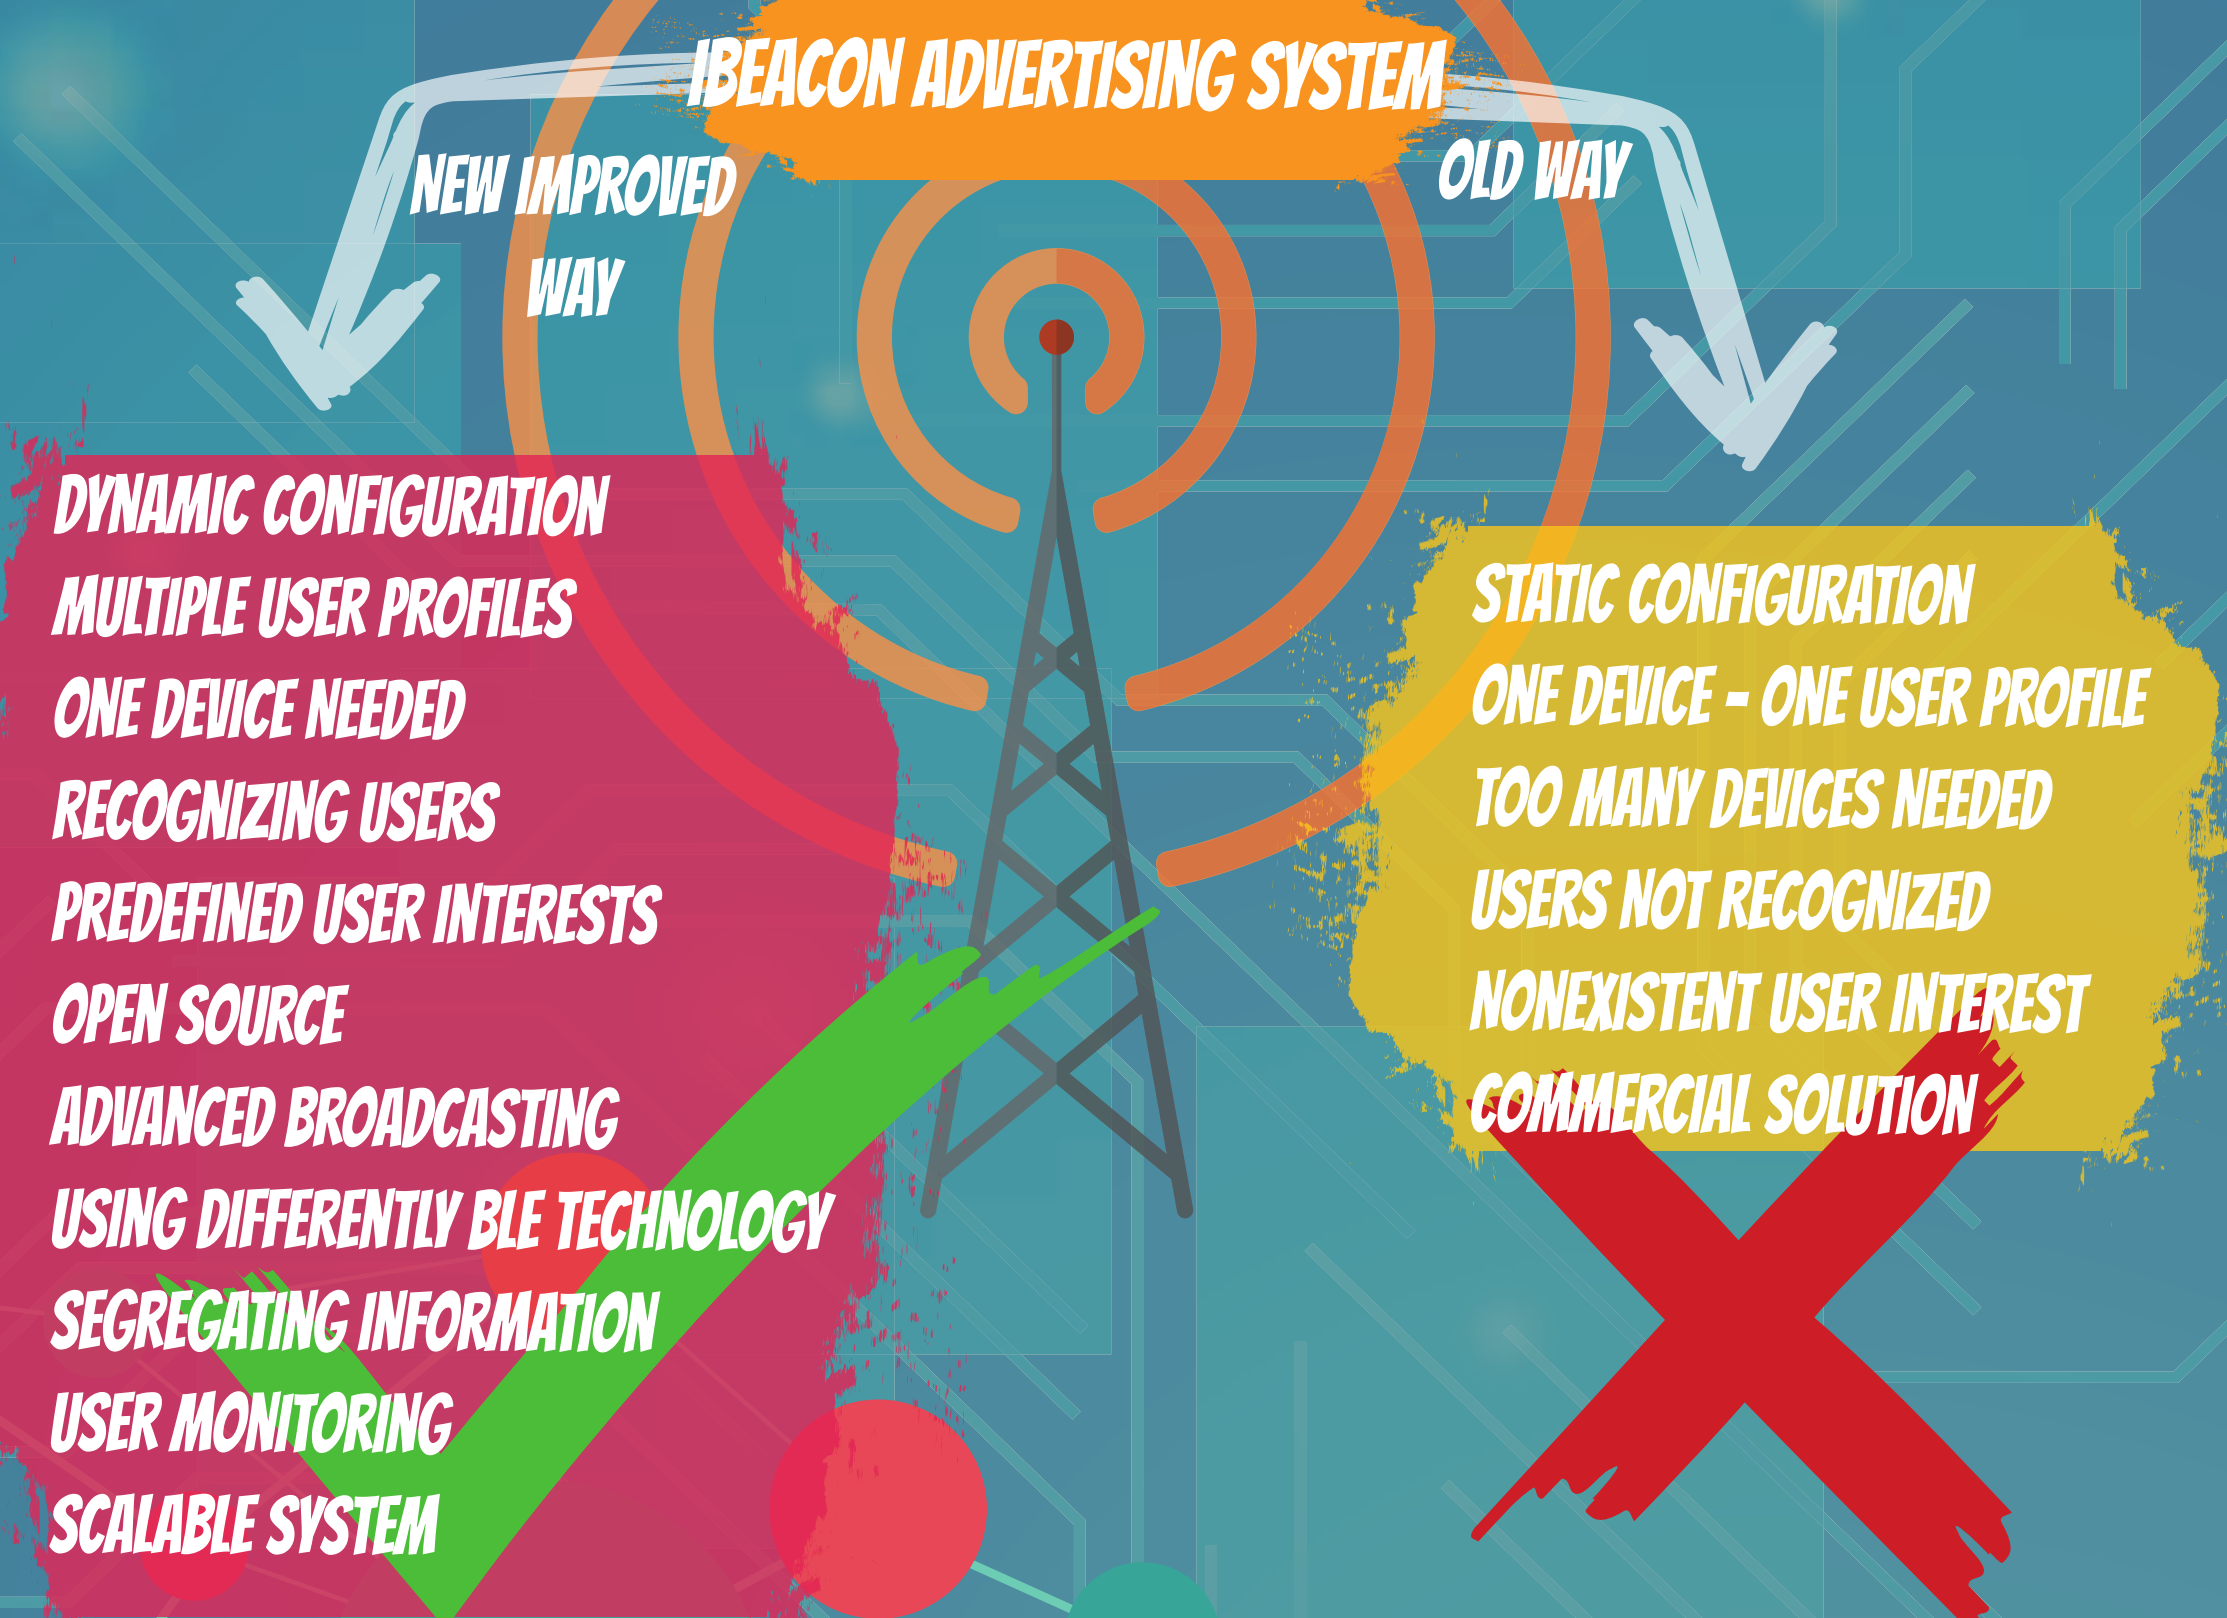 IBEACON ADVERTISING SYSTEM
NEW IMPROVED
WAY
OLD WAY
DYNAMIC CONFIGURATION
MULTIPLE USER PROFILES
ONE DEVICE NEEDED
RECOGNIZING USERS
PREDEFINED USER INTERESTS
OPEN SOURCE
ADVANCED BROADCASTING
USING DIFFERENTLY BLE TECHNOLOGY
SEGREGATING INFORMATION
USER MONITORING
SCALABLE SYSTEM
STATIC CONFIGURATION
ONE DEVICE - ONE USER PROFILE
TOO MANY DEVICES NEEDED
USERS NOT RECOGNIZED
NONEXISTENT USER INTEREST
COMMERCIAL SOLUTION